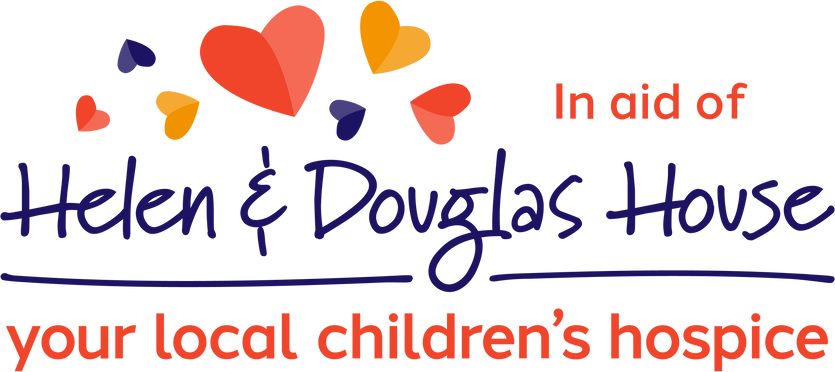 In aid of
Helen & Douglas House
your local children’s hospice